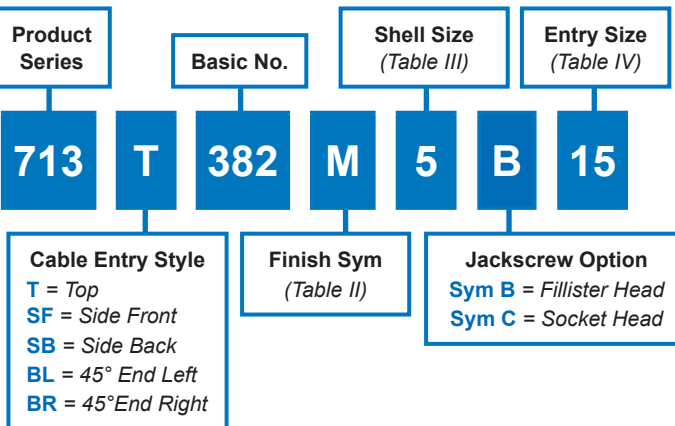 Product
Series
Basic No.
Shell Size
(Table III)
Entry Size
(Table IV)
713 T 382 M 5 B 15
Cable Entry Style
T = Top
SF = Side Front
SB = Side Back
BL = 45° End Left
BR = 45°End Right
Finish Sym
(Table II)
Jackscrew Option
Sym B = Fillister Head
Sym C = Socket Head